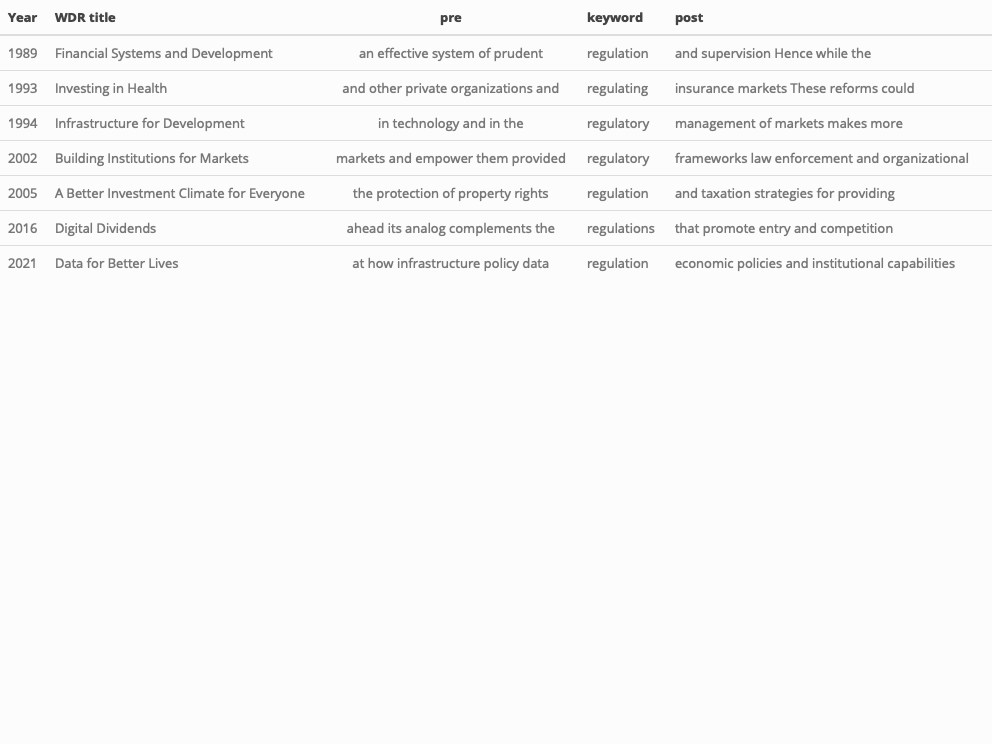 Year WDR title pre keyword post
1989 Financial Systems and Development an effective system of prudent regulation and supervision Hence while the
1993 Investing in Health and other private organizations and regulating insurance markets These reforms could
1994 Infrastructure for Development in technology and in the regulatory management of markets makes more
2002 Building Institutions for Markets markets and empower them provided regulatory frameworks law enforcement and organizational
2005 A Better Investment Climate for Everyone the protection of property rights regulation and taxation strategies for providing
2016 Digital Dividends ahead its analog complements the regulations that promote entry and competition
2021 Data for Better Lives at how infrastructure policy data regulation economic policies and institutional capabilities